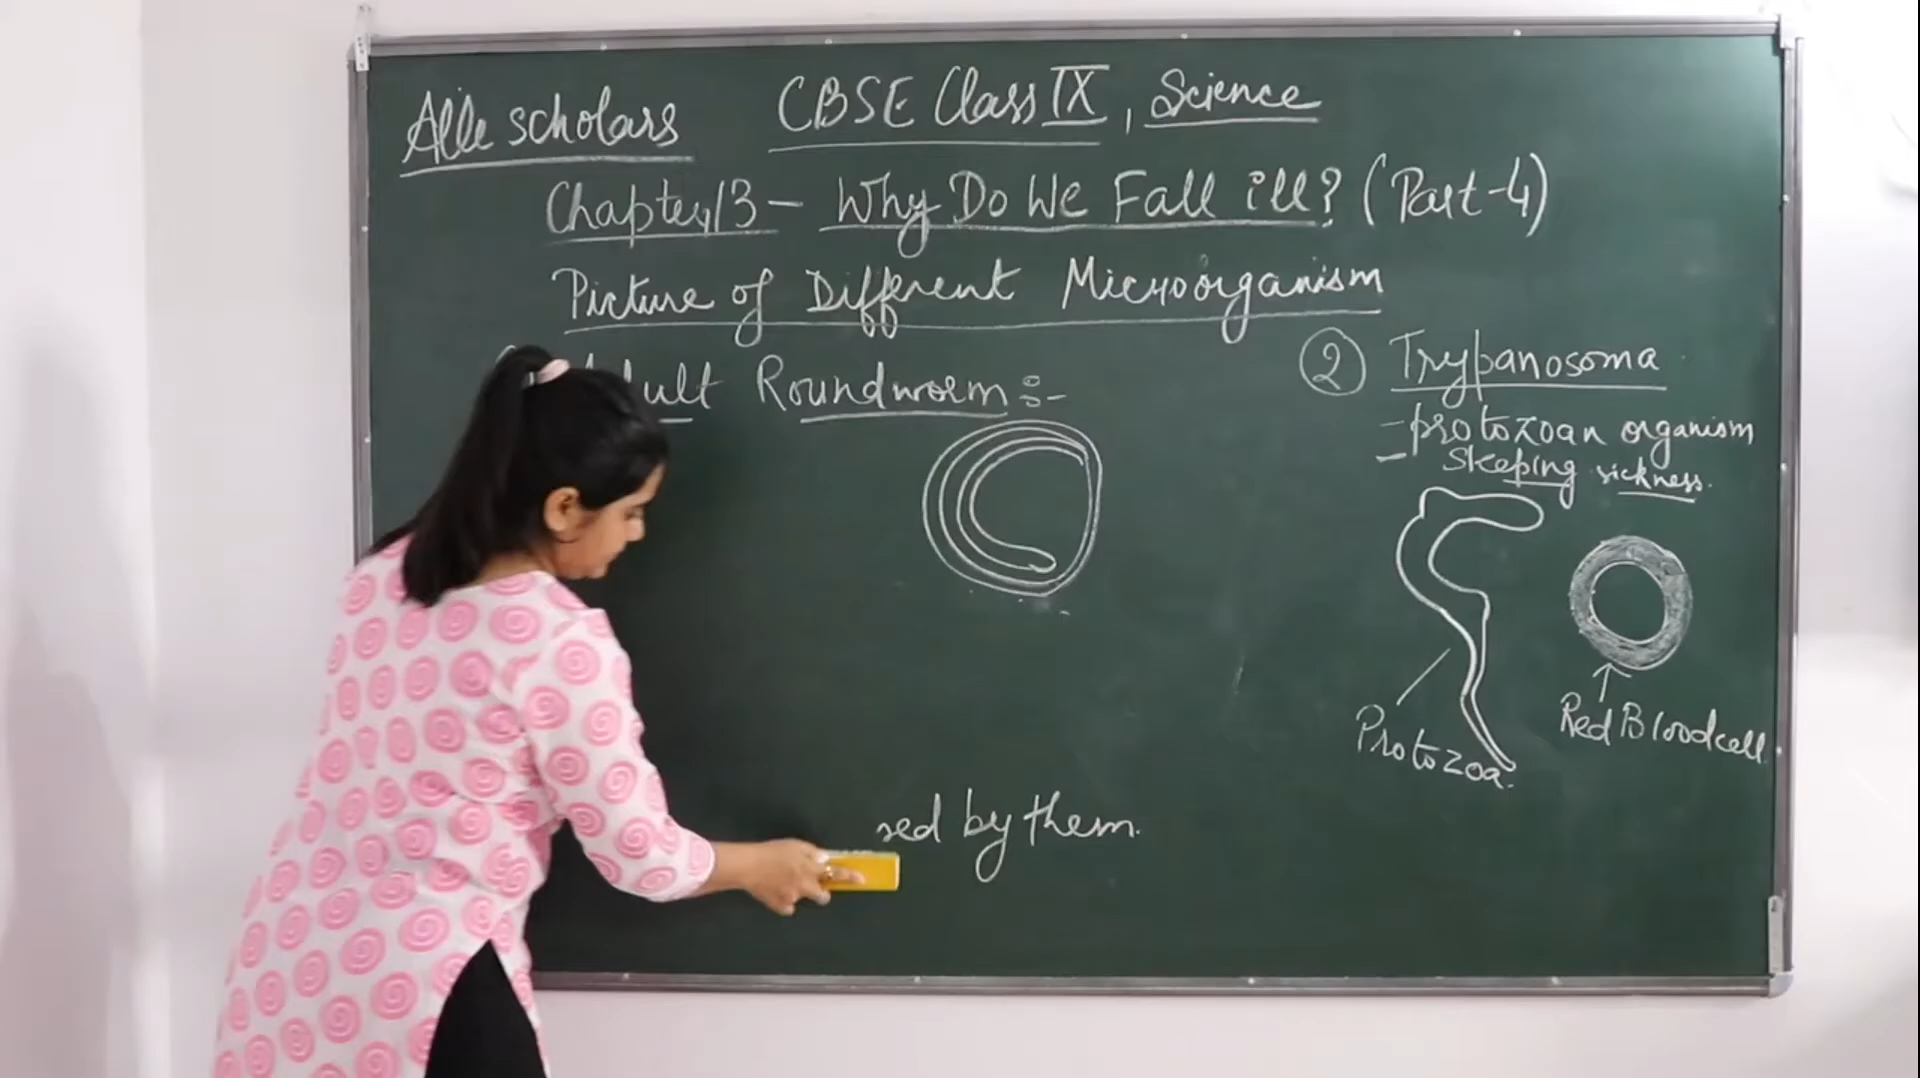 Alle scholars CBSE Class IX, Science
Chapter 13 - Why Do We Fall ill? (Part-4)
Picture of Different Microorganism
Roundworm :-
② Trypanosoma
- protozoan organism
- Sleeping sickness.
Protozoa.
Red Blood cell
sed by them.